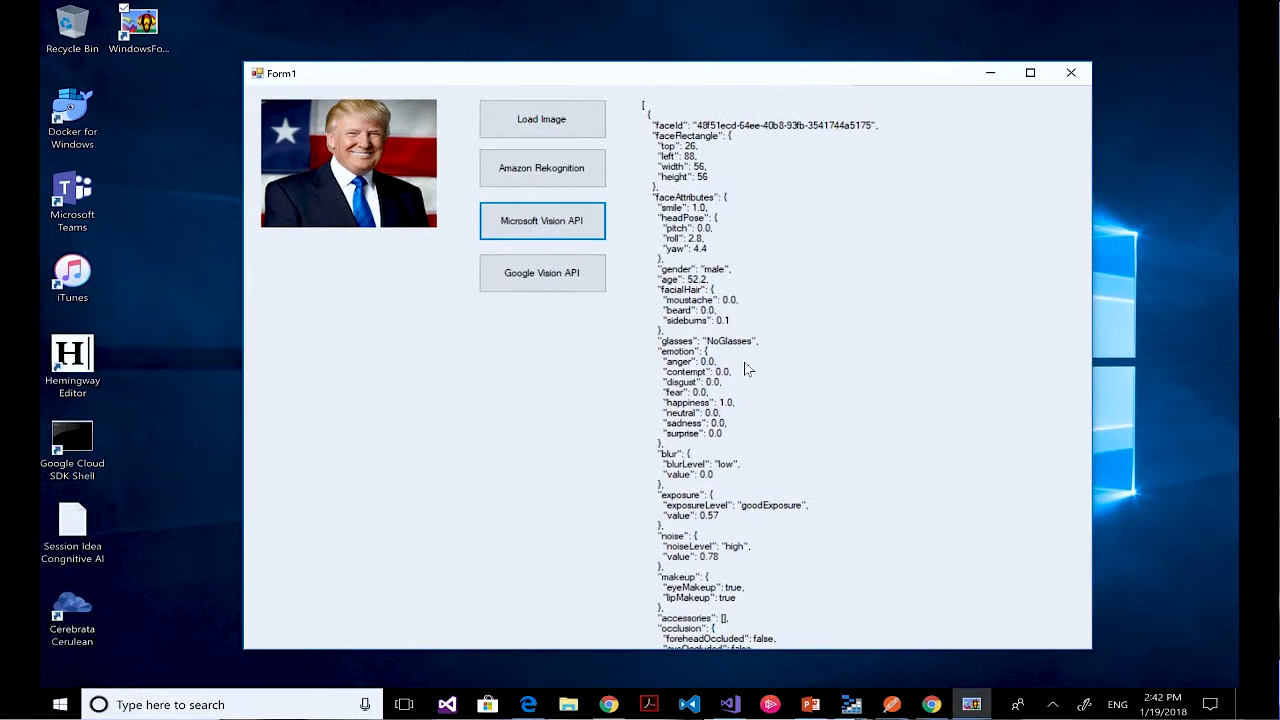 Recycle Bin
WindowsFo...
Docker for
Windows
Microsoft
Teams
iTunes
H
Hemingway
Editor
Google Cloud
SDK Shell
Session Idea
Congnitive AI
Cerebrata
Cerulean
Form1
Load Image
Amazon Rekognition
Microsoft Vision API
Google Vision API
[
{
"faceId": "48f51ecd-64ee-40b8-93fb-3541744a5175",
"faceRectangle": {
"top": 26,
"left": 88,
"width": 56,
"height": 56
},
"faceAttributes": {
"smile": 1.0,
"headPose": {
"pitch": 0.0,
"roll": 2.8,
"yaw": 4.4
},
"gender": "male",
"age": 52.2,
"facialHair": {
"moustache": 0.0,
"beard": 0.0,
"sideburns": 0.1
},
"glasses": "NoGlasses",
"emotion": {
"anger": 0.0,
"contempt": 0.0,
"disgust": 0.0,
"fear": 0.0,
"happiness": 1.0,
"neutral": 0.0,
"sadness": 0.0,
"surprise": 0.0
},
"blur": {
"blurLevel": "low",
"value": 0.0
},
"exposure": {
"exposureLevel": "goodExposure",
"value": 0.57
},
"noise": {
"noiseLevel": "high",
"value": 0.78
},
"makeup": {
"eyeMakeup": true,
"lipMakeup": true
},
"accessories": [],
"occlusion": {
"foreheadOccluded": false,
"eyeOccluded": false,
Type here to search
ENG
2:42 PM
1/19/2018